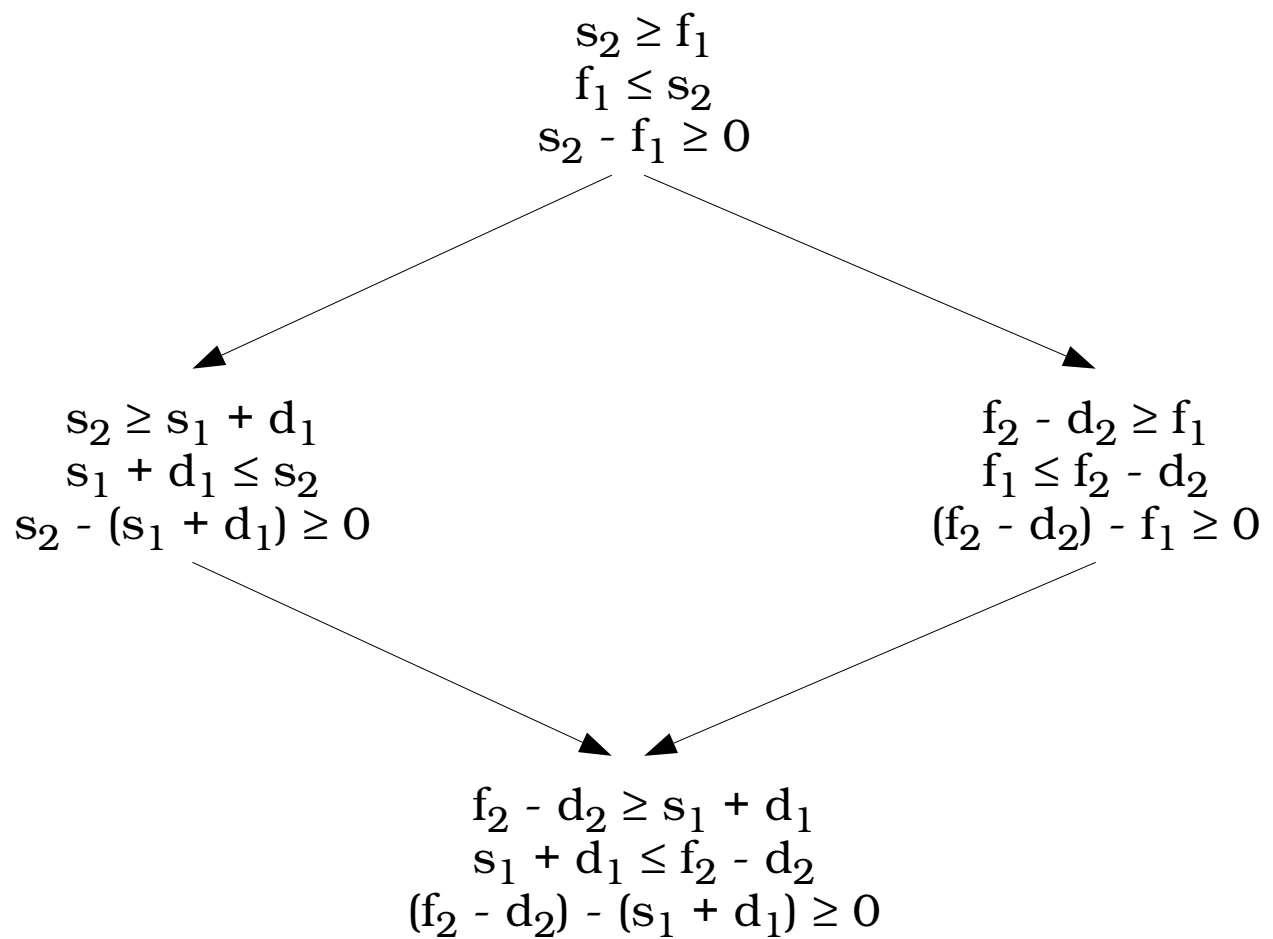 s₂ ≥ f₁
f₁ ≤ s₂
s₂ - f₁ ≥ 0
s₂ ≥ s₁ + d₁
s₁ + d₁ ≤ s₂
s₂ - (s₁ + d₁) ≥ 0
f₂ - d₂ ≥ f₁
f₁ ≤ f₂ - d₂
(f₂ - d₂) - f₁ ≥ 0
f₂ - d₂ ≥ s₁ + d₁
s₁ + d₁ ≤ f₂ - d₂
(f₂ - d₂) - (s₁ + d₁) ≥ 0